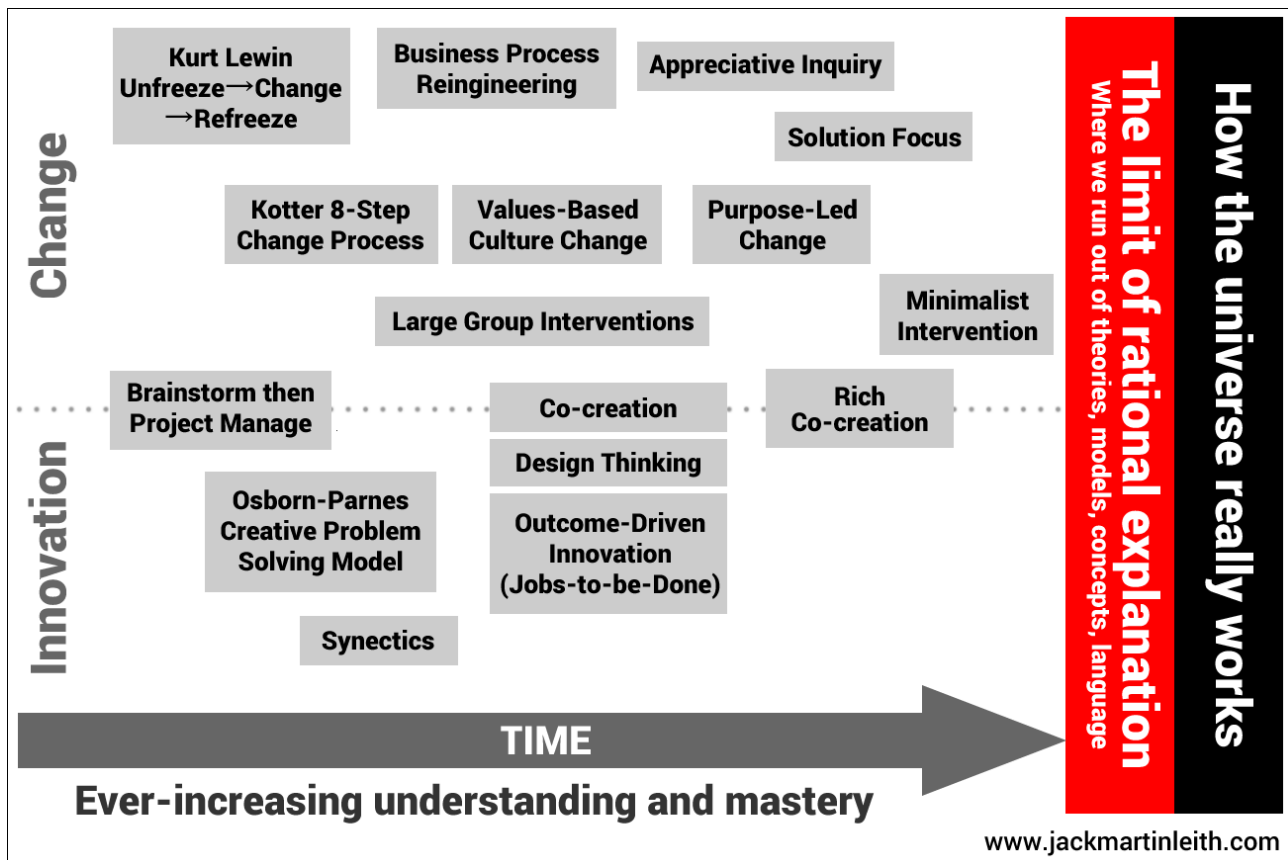 Change
Kurt Lewin
Unfreeze→Change
→Refreeze
Business Process
Reingineering
Appreciative Inquiry
Solution Focus
Kotter 8-Step
Change Process
Values-Based
Culture Change
Purpose-Led
Change
Large Group Interventions
Minimalist
Intervention
Brainstorm then
Project Manage
Co-creation
Rich
Co-creation
Innovation
Design Thinking
Osborn-Parnes
Creative Problem
Solving Model
Outcome-Driven
Innovation
(Jobs-to-be-Done)
Synectics
TIME
Ever-increasing understanding and mastery
The limit of rational explanation
Where we run out of theories, models, concepts, language
How the universe really works
www.jackmartinleith.com